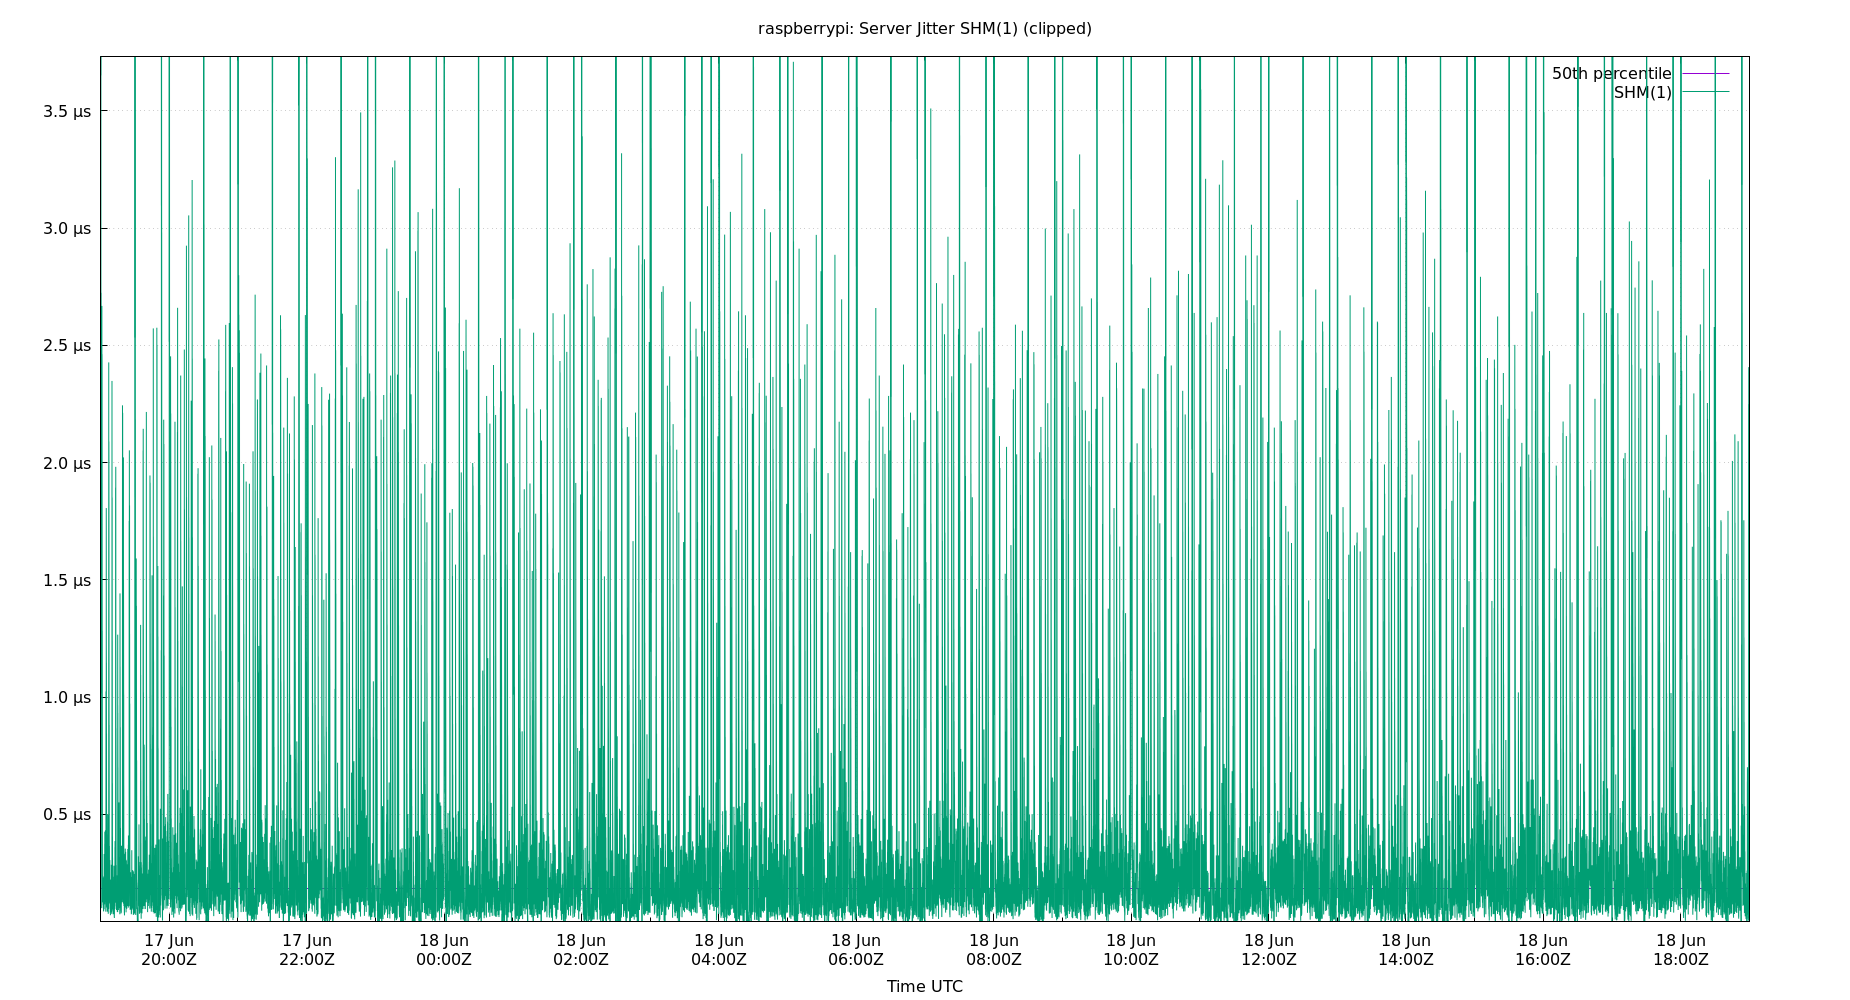 raspberrypi: Server Jitter SHM(1) (clipped)
50th percentile
SHM(1)
3.5 µs
3.0 µs
2.5 µs
2.0 µs
1.5 µs
1.0 µs
0.5 µs
17 Jun 17 Jun 18 Jun 18 Jun 18 Jun 18 Jun 18 Jun 18 Jun 18 Jun 18 Jun 18 Jun 18 Jun
20:00Z 22:00Z 00:00Z 02:00Z 04:00Z 06:00Z 08:00Z 10:00Z 12:00Z 14:00Z 16:00Z 18:00Z
Time UTC